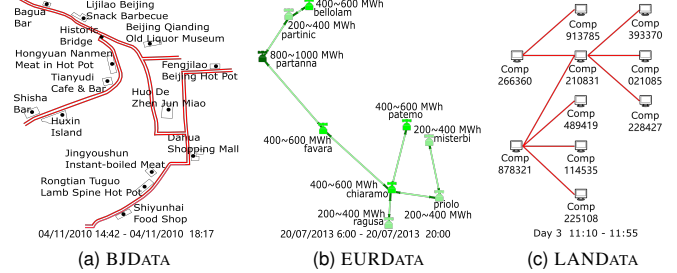 Lijilao Beijing
Snack Barbecue
Bagua
Bar
Historic
Bridge
Beijing Qianding
Old Liquor Museum
Hongyuan Nanmen
Meat in Hot Pot
Fengjilao
Beijing Hot Pot
Tianyudi
Cafe & Bar
Huo De
Zhen Jun Miao
Shisha
Bar
Huxin
Island
Dahua
Shopping Mall
Jingyoushun
Instant-boiled Meat
Rongtian Tuguo
Lamb Spine Hot Pot
Shiyunhai
Food Shop
04/11/2010 14:42 - 04/11/2010 18:17
(a) BJDATA
400~600 MWh
bellolam
200~400 MWh
partinic
800~1000 MWh
partanna
400~600 MWh
patemo
200~400 MWh
misterbi
400~600 MWh
favara
400~600 MWh
chiaramo
priolo
200~400 MWh
200~400 MWh
ragusa
20/07/2013 6:00 - 20/07/2013 20:00
(b) EURDATA
Comp
913785
Comp
393370
Comp
266360
Comp
210831
Comp
021085
Comp
489419
Comp
228427
Comp
878321
Comp
114535
Comp
225108
Day 3 11:10 - 11:55
(c) LANDATA